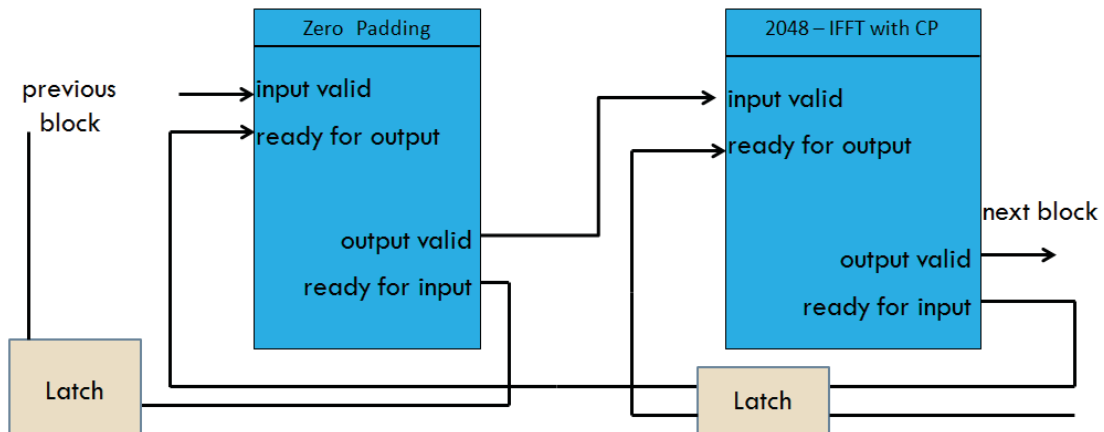 Zero Padding
2048 – IFFT with CP
previous
block
input valid
ready for output
input valid
ready for output
output valid
ready for input
next block
output valid
ready for input
Latch
Latch